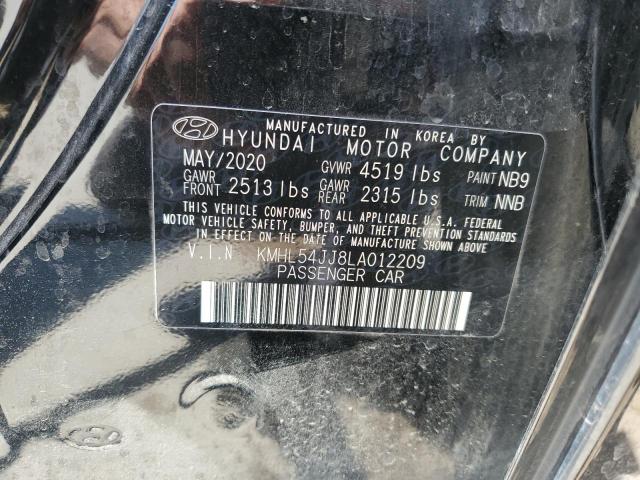 MANUFACTURED IN KOREA BY
HYUNDAI MOTOR COMPANY
MAY/2020 GVWR 4519 lbs PAINT NB9
GAWR FRONT 2513 lbs GAWR REAR 2315 lbs TRIM NNB
THIS VEHICLE CONFORMS TO ALL APPLICABLE U.S.A. FEDERAL
MOTOR VEHICLE SAFETY, BUMPER, AND THEFT PREVENTION STANDARDS
IN EFFECT ON THE DATE OF MANUFACTURE SHOWN ABOVE.
V.I.N KMHL54JJ8LA012209
PASSENGER CAR